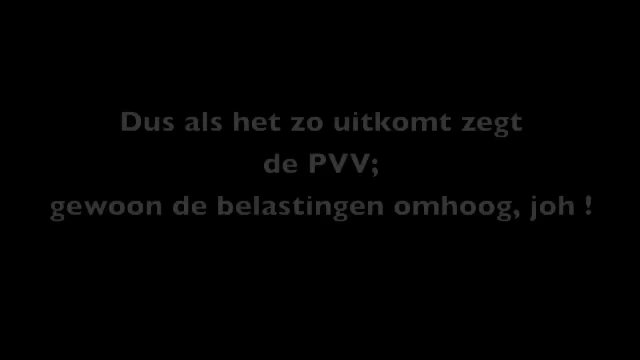 Dus als het zo uitkomt zegt
de PVV;
gewoon de belastingen omhoog, joh !